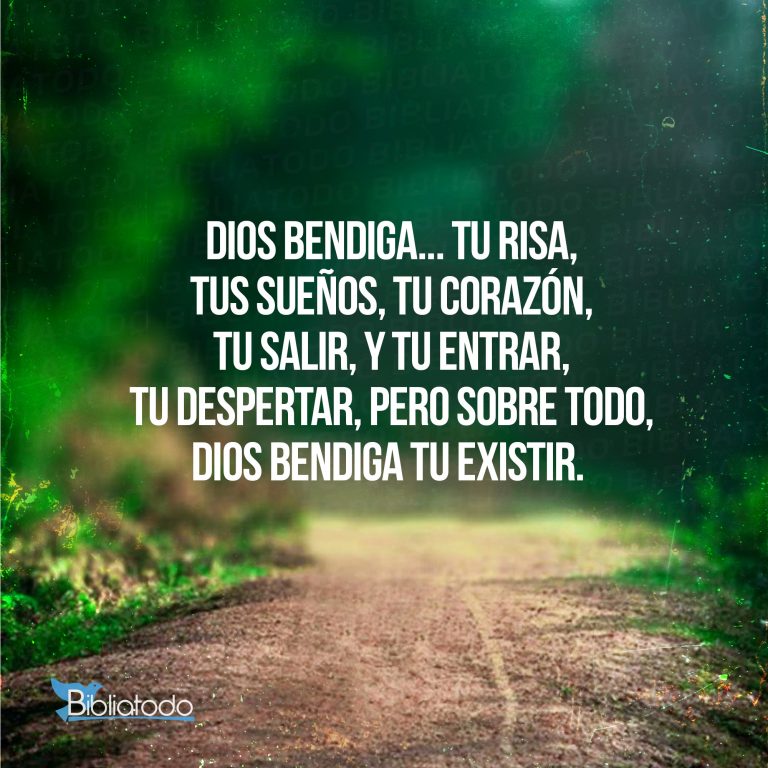 DIOS BENDIGA... TU RISA,
TUS SUEÑOS, TU CORAZÓN,
TU SALIR, Y TU ENTRAR,
TU DESPERTAR, PERO SOBRE TODO,
DIOS BENDIGA TU EXISTIR.
Bibliatodo